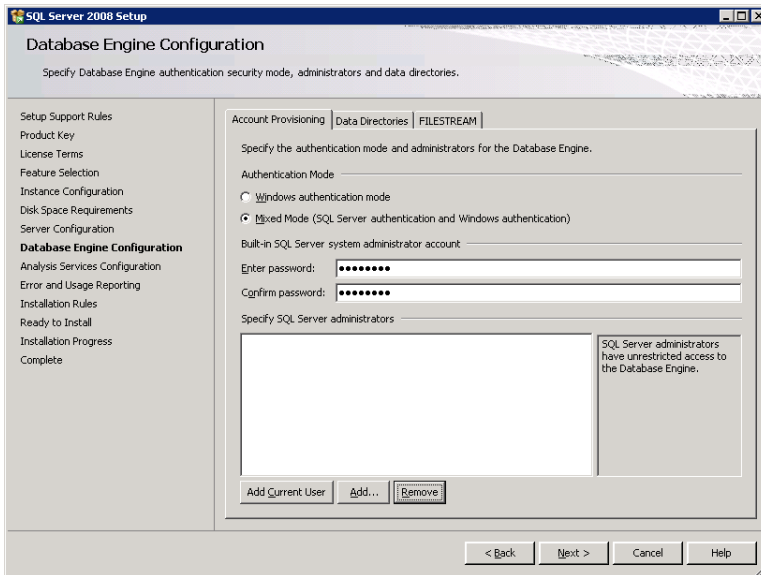 SQL Server 2008 Setup
Database Engine Configuration
Specify Database Engine authentication security mode, administrators and data directories.
Setup Support Rules
Product Key
License Terms
Feature Selection
Instance Configuration
Disk Space Requirements
Server Configuration
Database Engine Configuration
Analysis Services Configuration
Error and Usage Reporting
Installation Rules
Ready to Install
Installation Progress
Complete
Account Provisioning Data Directories FILESTREAM
Specify the authentication mode and administrators for the Database Engine.
Authentication Mode
Windows authentication mode
Mixed Mode (SQL Server authentication and Windows authentication)
Built-in SQL Server system administrator account
Enter password: ●●●●●●●●
Confirm password: ●●●●●●●●
Specify SQL Server administrators
SQL Server administrators
have unrestricted access to
the Database Engine.
Add Current User Add... Remove
< Back Next > Cancel Help